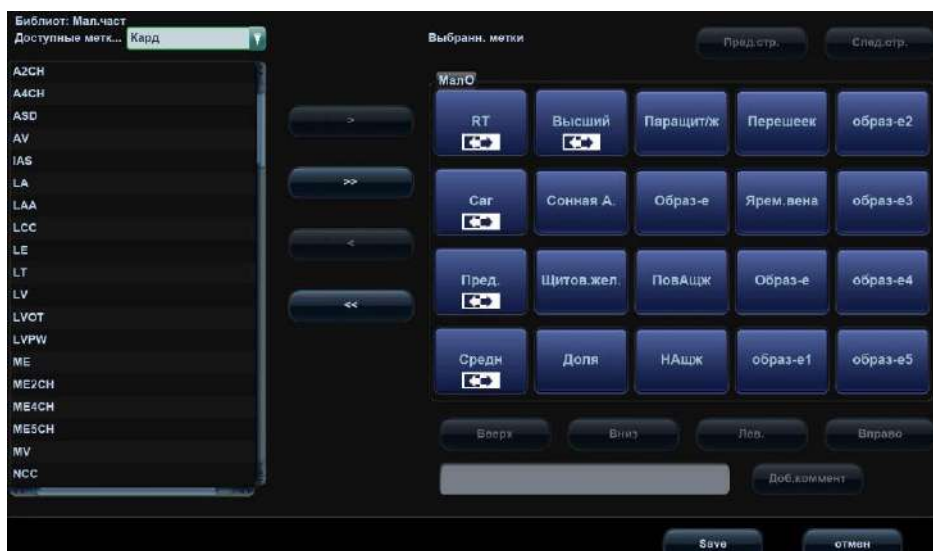 Библиот: Мал.част
Доступные метк... Кард
Выбранн. метки
Пред.стр.
След.стр.
A2CH
A4CH
ASD
AV
IAS
LA
LAA
LCC
LE
LT
LV
LVOT
LVPW
ME
ME2CH
ME4CH
ME5CH
MV
NCC
>
>>
<
<<
МалО
RT Высший Паращит/ж Перешеек образ-е2
Саг Сонная А. Образ-е Ярем.вена образ-е3
Пред. Щитов.жел. ПовАщж Образ-е образ-е4
Средн Доля НАщж образ-е1 образ-е5
Вверх Вниз Лев. Вправо
Доб.коммент
Save отмен